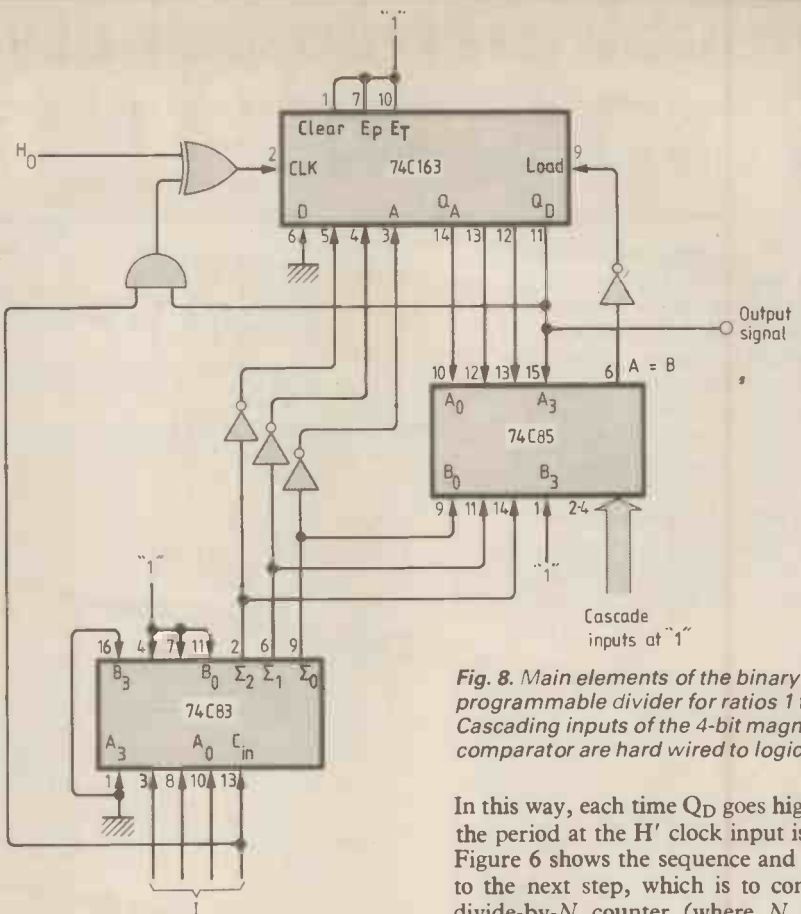 "1"
1 7 10
Clear Ep ET
H0
2 CLK 74C163 Load 9
D A QA QD
6 5 4 3 14 13 12 11
Output
signal
10 12 13 15 6 A = B
A0 A3
74C85
B0 B3
9 11 14 1 2-4
"1"
"1"
Cascade
inputs at "1"
16 4 7 11 2 6 9
B3 B0 Σ2 Σ1 Σ0
74C83
A3 A0 Cin
1 3 8 10 13
I
Fig. 8. Main elements of the binary
programmable divider for ratios 1
Cascading inputs of the 4-bit magn
comparator are hard wired to logic
In this way, each time QD goes hig
the period at the H' clock input is
Figure 6 shows the sequence and
to the next step, which is to con
divide-by-N counter (where N